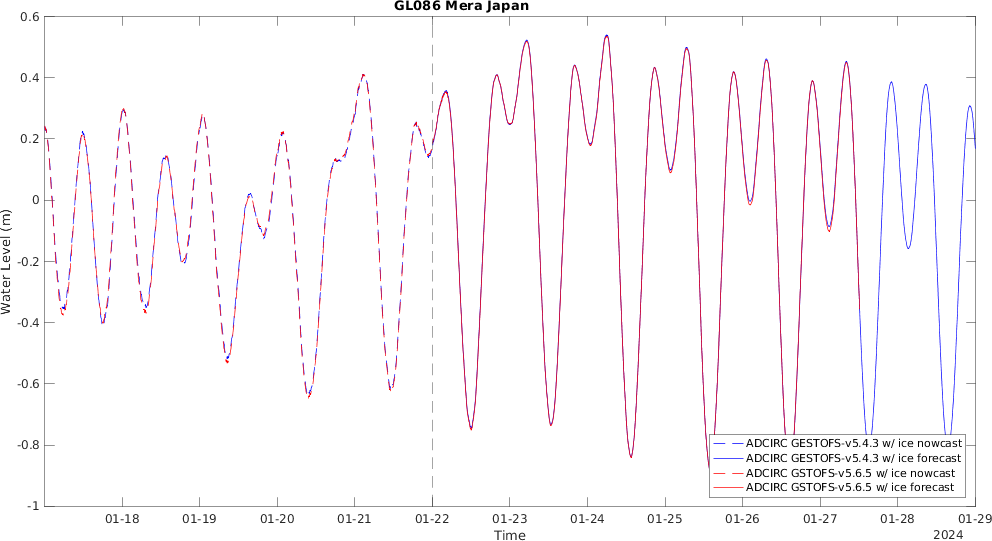 GL086 Mera Japan
0.6
0.4
0.2
0
-0.2
-0.4
-0.6
-0.8
-1
Water Level (m)
ADCIRC GESTOFS-v5.4.3 w/ ice nowcast
ADCIRC GESTOFS-v5.4.3 w/ ice forecast
ADCIRC GSTOFS-v5.6.5 w/ ice nowcast
ADCIRC GSTOFS-v5.6.5 w/ ice forecast
01-18 01-19 01-20 01-21 01-22 01-23 01-24 01-25 01-26 01-27 01-28 01-29
Time
2024